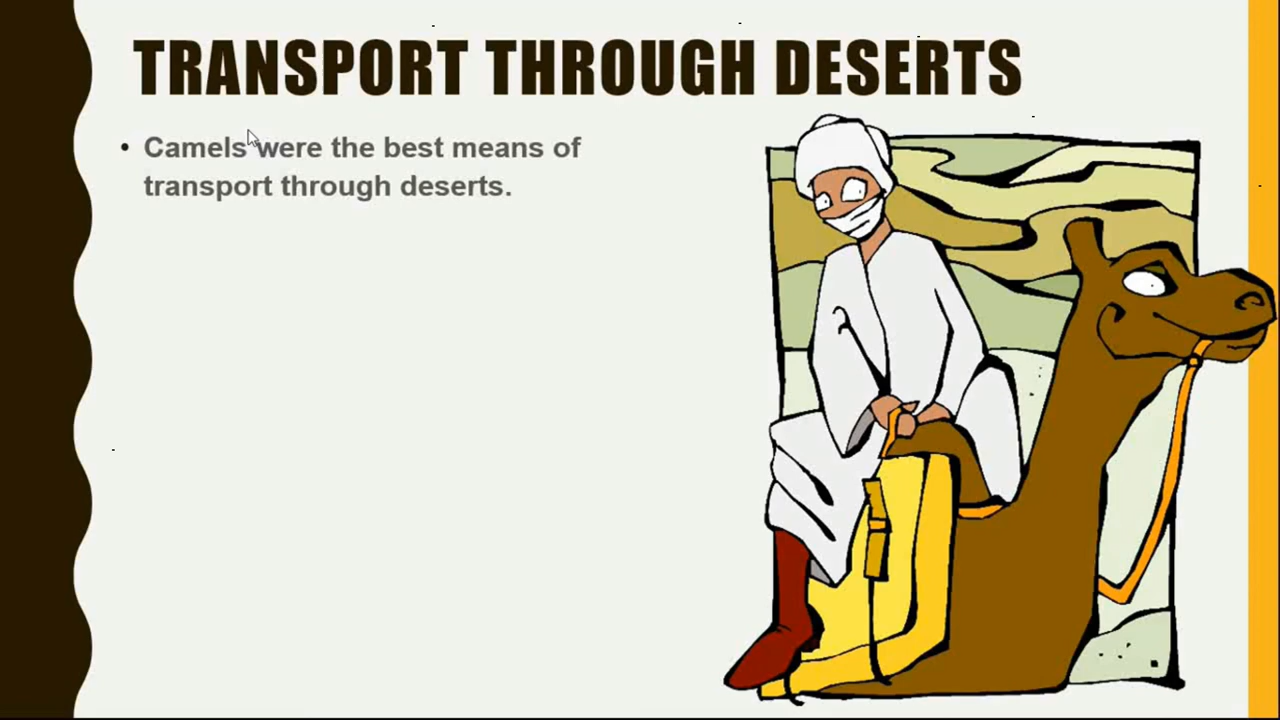 TRANSPORT THROUGH DESERTS
• Camels were the best means of
transport through deserts.